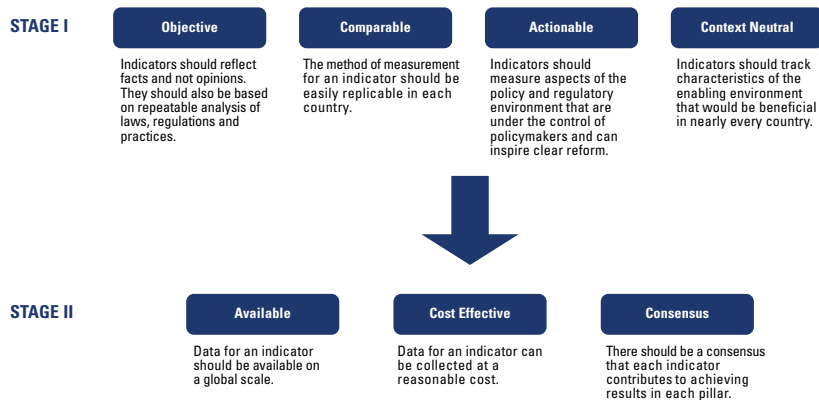 STAGE I
Objective
Indicators should reflect
facts and not opinions.
They should also be based
on repeatable analysis of
laws, regulations and
practices.
Comparable
The method of measurement
for an indicator should be
easily replicable in each
country.
Actionable
Indicators should
measure aspects of the
policy and regulatory
environment that are
under the control of
policymakers and can
inspire clear reform.
Context Neutral
Indicators should track
characteristics of the
enabling environment
that would be beneficial
in nearly every country.
STAGE II
Available
Data for an indicator
should be available on
a global scale.
Cost Effective
Data for an indicator can
be collected at a
reasonable cost.
Consensus
There should be a consensus
that each indicator
contributes to achieving
results in each pillar.